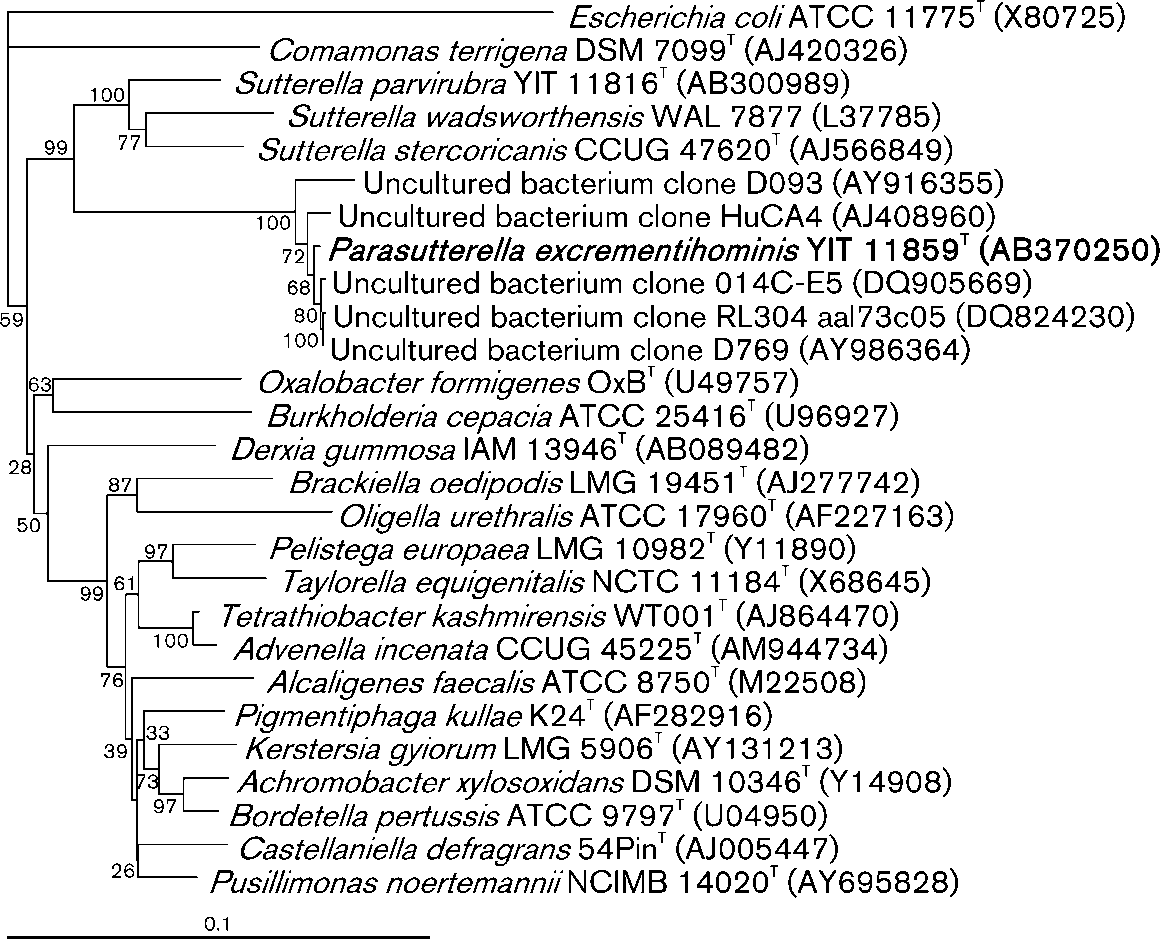 Escherichia coli ATCC 11775ᵀ (X80725)
Comamonas terrigena DSM 7099ᵀ (AJ420326)
Sutterella parvirubra YIT 11816ᵀ (AB300989)
100
Sutterella wadsworthensis WAL 7877 (L37785)
77
99
Sutterella stercoricanis CCUG 47620ᵀ (AJ566849)
Uncultured bacterium clone D093 (AY916355)
100
Uncultured bacterium clone HuCA4 (AJ408960)
72
Parasutterella excrementihominis YIT 11859ᵀ (AB370250)
68
Uncultured bacterium clone 014C-E5 (DQ905669)
59
80
Uncultured bacterium clone RL304 aal73c05 (DQ824230)
100
Uncultured bacterium clone D769 (AY986364)
63
Oxalobacter formigenes OxBᵀ (U49757)
Burkholderia cepacia ATCC 25416ᵀ (U96927)
28
Derxia gummosa IAM 13946ᵀ (AB089482)
87
Brackiella oedipodis LMG 19451ᵀ (AJ277742)
50
Oligella urethralis ATCC 17960ᵀ (AF227163)
97
Pelistega europaea LMG 10982ᵀ (Y11890)
99
61
Taylorella equigenitalis NCTC 11184ᵀ (X68645)
Tetrathiobacter kashmirensis WT001ᵀ (AJ864470)
100
Advenella incenata CCUG 45225ᵀ (AM944734)
76
Alcaligenes faecalis ATCC 8750ᵀ (M22508)
Pigmentiphaga kullae K24ᵀ (AF282916)
39
33
Kerstersia gyiorum LMG 5906ᵀ (AY131213)
73
Achromobacter xylosoxidans DSM 10346ᵀ (Y14908)
97
Bordetella pertussis ATCC 9797ᵀ (U04950)
Castellaniella defragrans 54Pinᵀ (AJ005447)
26
Pusillimonas noertemannii NCIMB 14020ᵀ (AY695828)
0.1